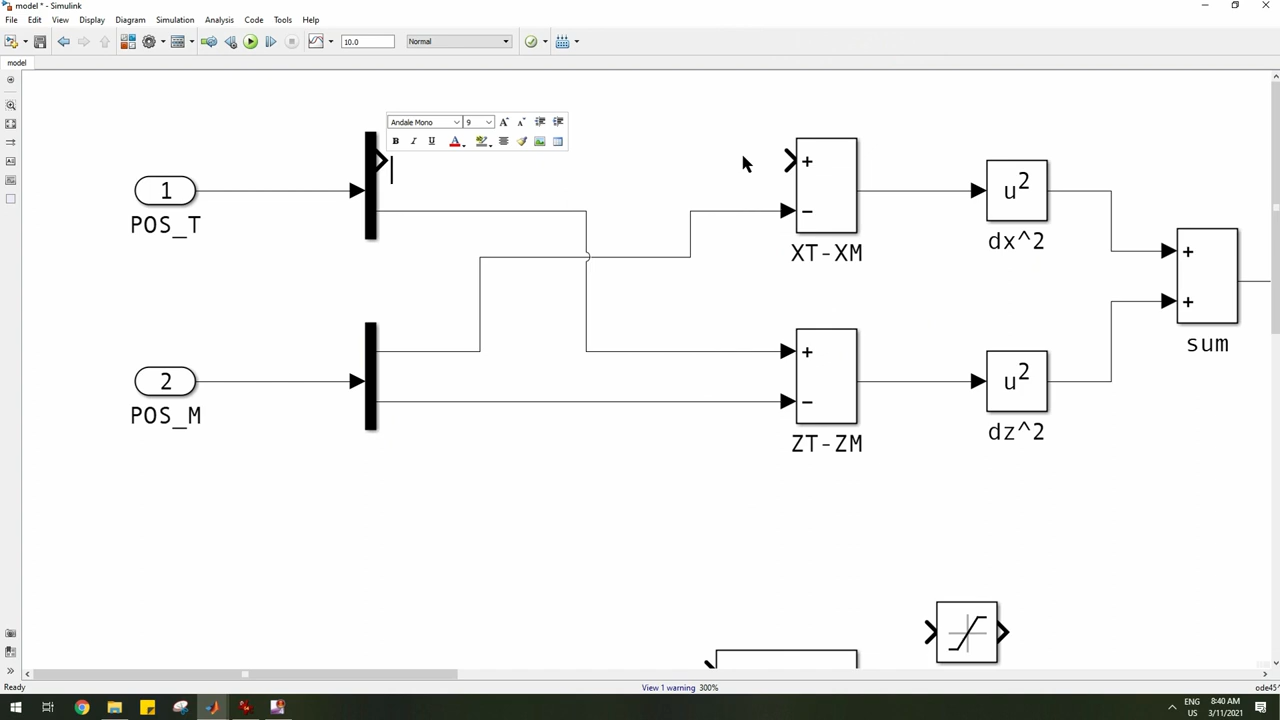 model * - Simulink
File Edit View Display Diagram Simulation Analysis Code Tools Help
10.0 Normal
model
Andale Mono 9
B I U A
1
POS_T
2
POS_M
+
−
XT-XM
+
−
ZT-ZM
u2
dx^2
u2
dz^2
+
+
sum
Ready
View 1 warning 300%
ode45
ENG
US
8:40 AM
3/11/2021